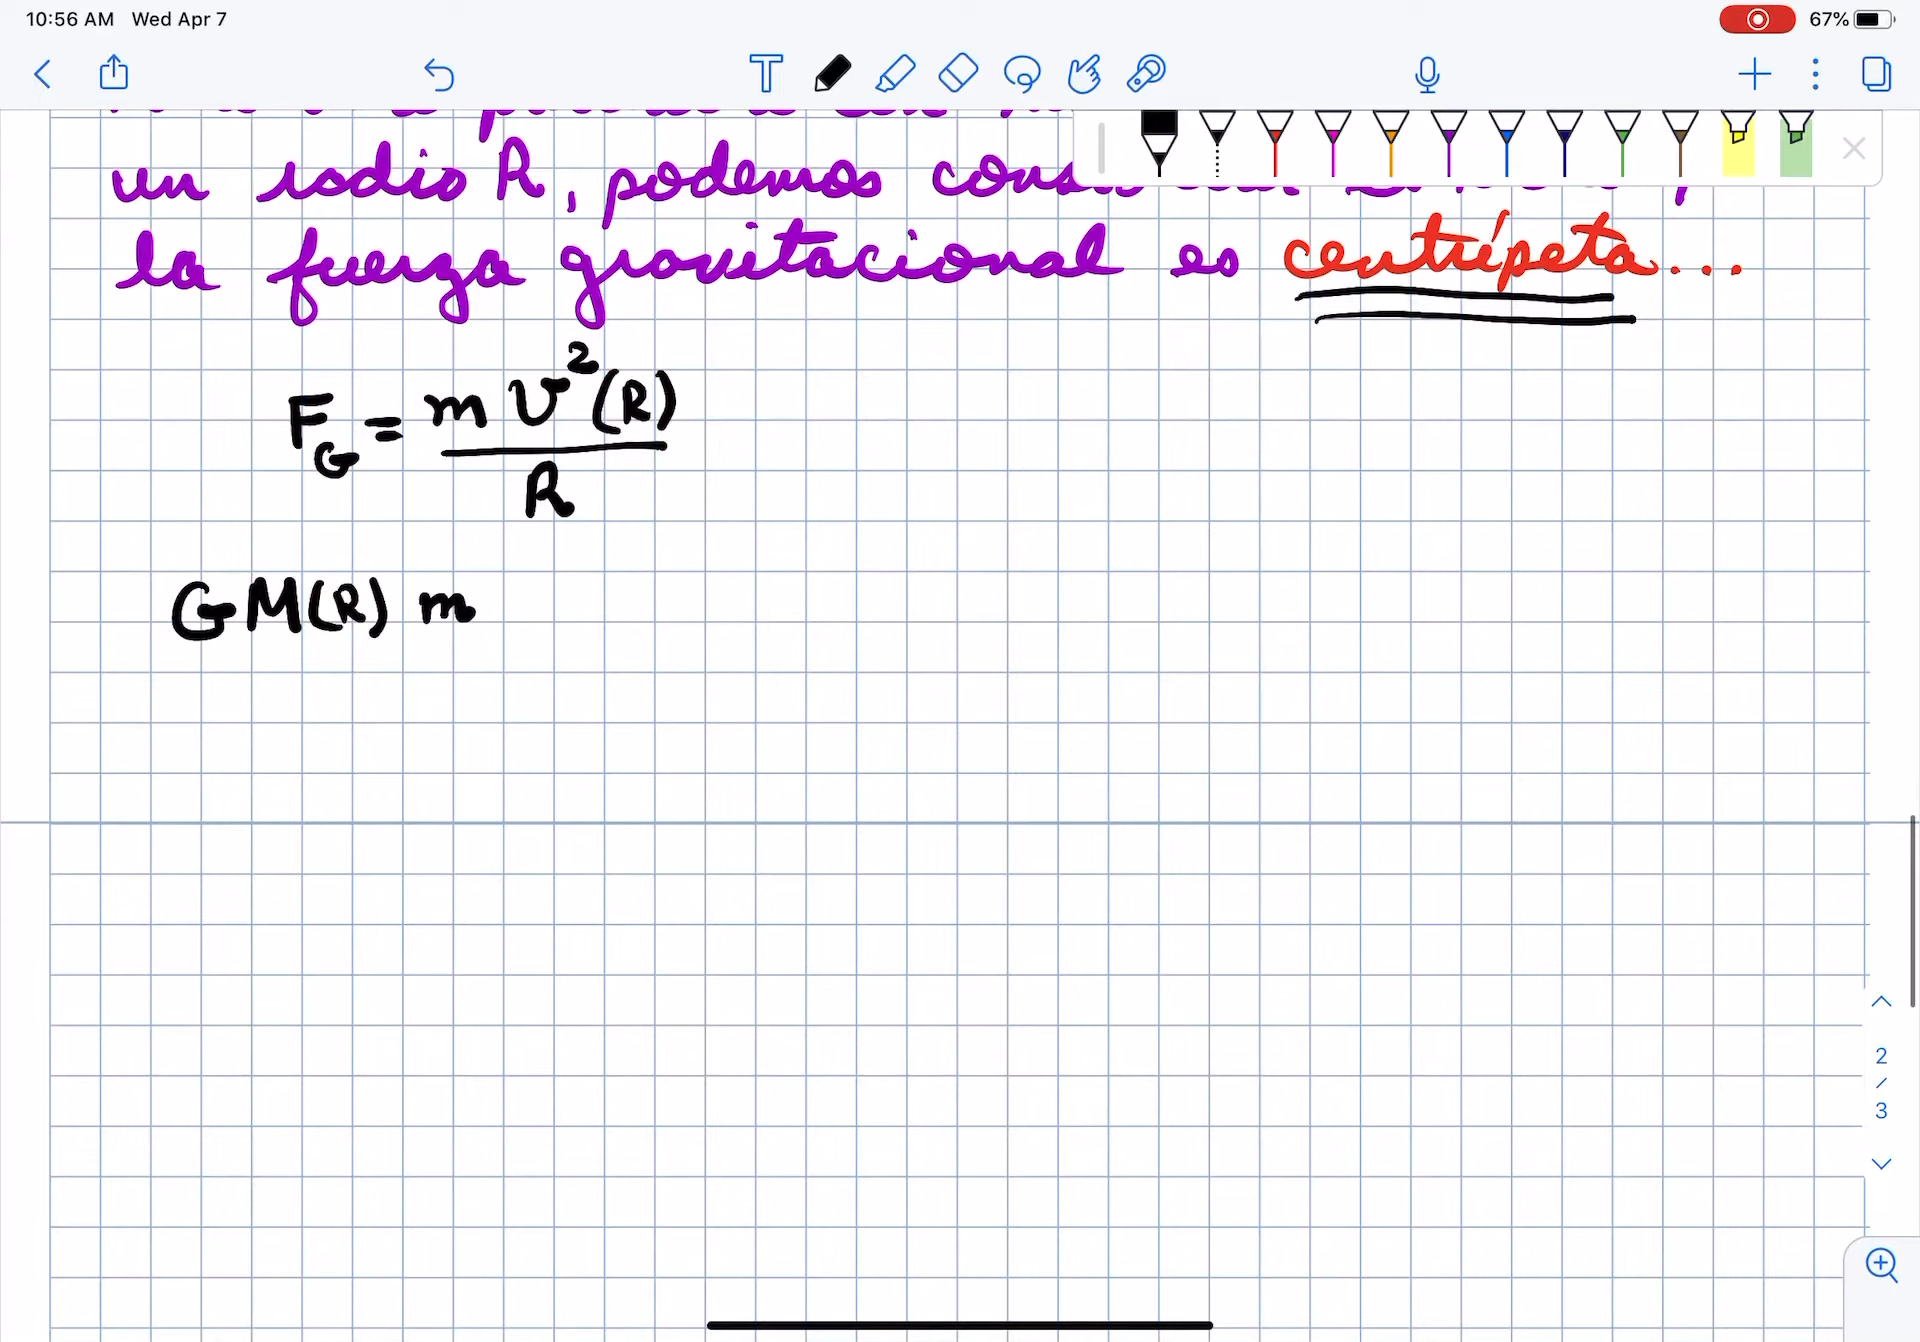 10:56 AM Wed Apr 7 67%
un radio R, podemos
la fuerza gravitacional es centrípeta...
F_G = m v²(R) / R
G M(R) m
2
/
3